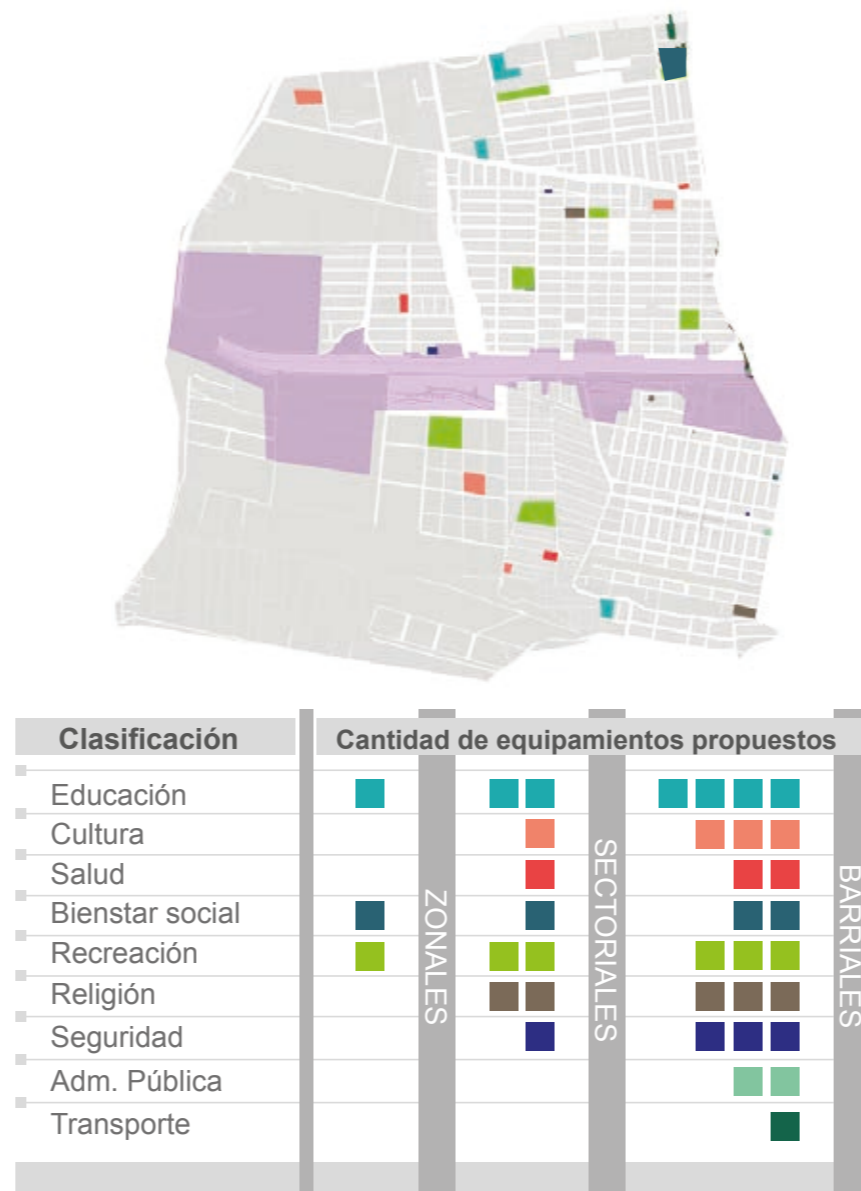 Clasificación
Cantidad de equipamientos propuestos
Educación
Cultura
Salud
Bienstar social
Recreación
Religión
Seguridad
Adm. Pública
Transporte
ZONALES
SECTORIALES
BARRIALES